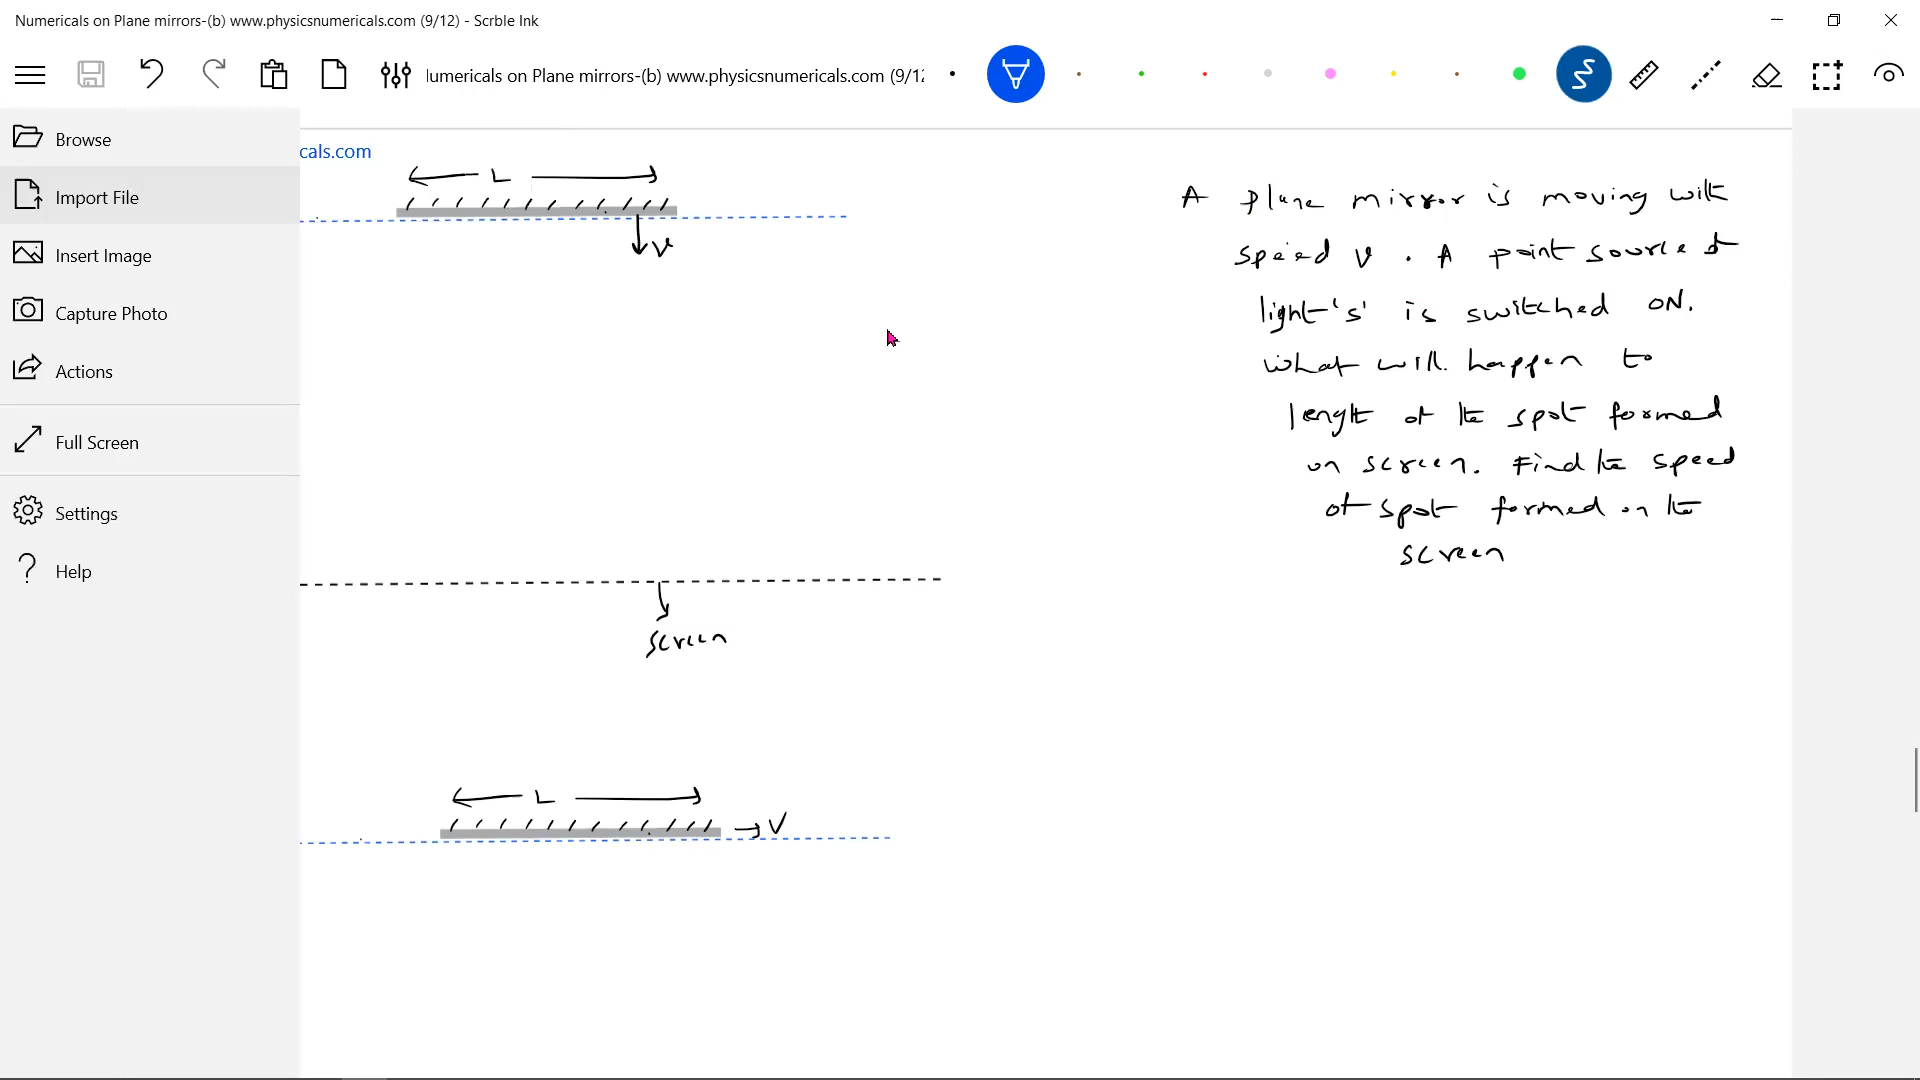 Numericals on Plane mirrors-(b) www.physicsnumericals.com (9/12) - Scrble Ink
umericals on Plane mirrors-(b) www.physicsnumericals.com (9/12
Browse
Import File
Insert Image
Capture Photo
Actions
Full Screen
Settings
Help
cals.com
L
v
screen
L
V
A plane mirror is moving with
speed v. A point source of
light 's' is switched ON.
what will happen to
length of the spot formed
on screen. Find the speed
of spot formed on the
screen